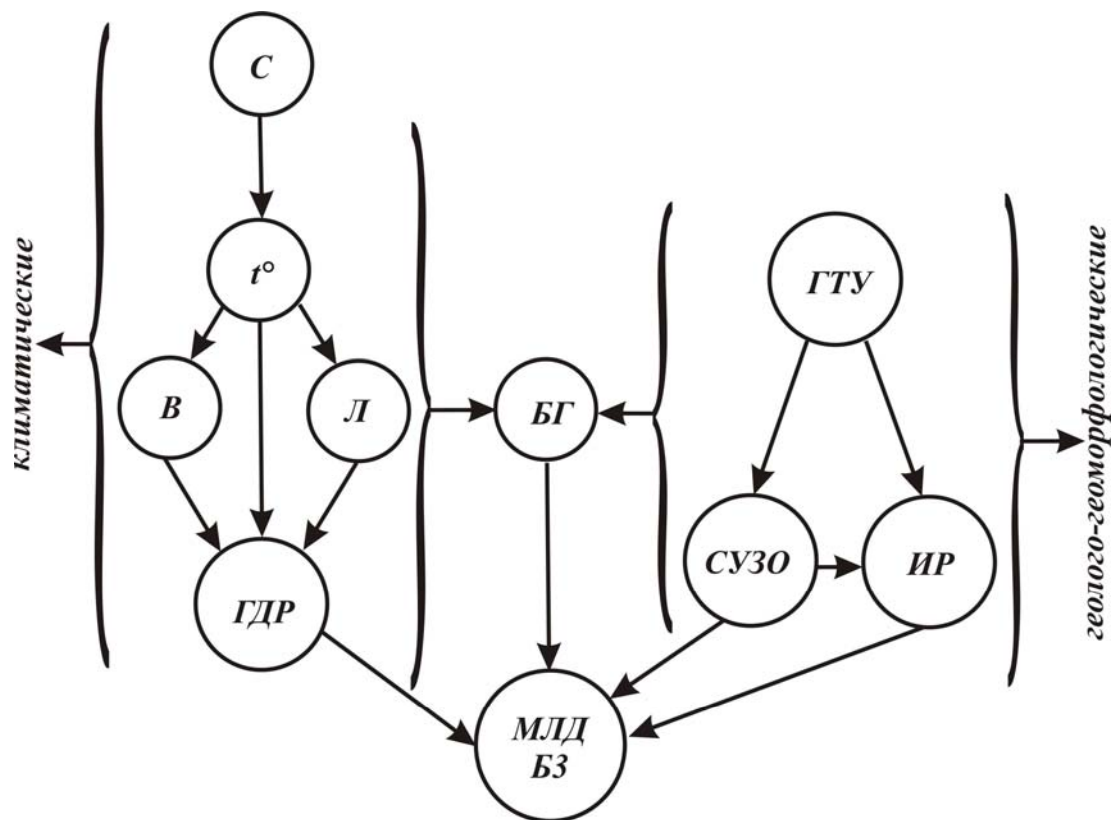 С
t°
В
Л
ГДР
климатические
БГ
ГТУ
СУЗО
ИР
МЛД
БЗ
геолого-геоморфологические